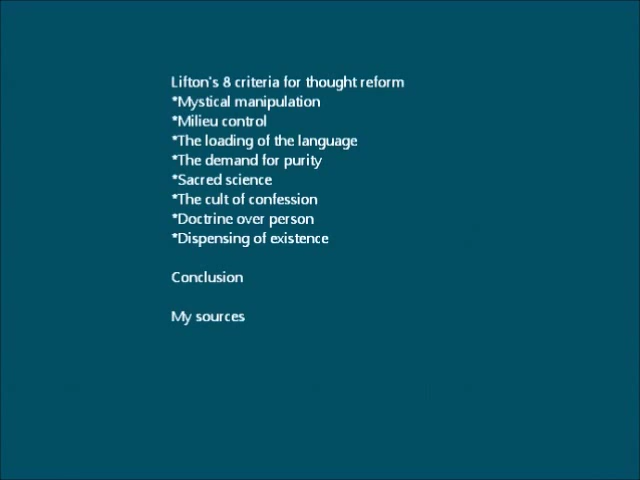 Lifton's 8 criteria for thought reform
*Mystical manipulation
*Milieu control
*The loading of the language
*The demand for purity
*Sacred science
*The cult of confession
*Doctrine over person
*Dispensing of existence
Conclusion
My sources